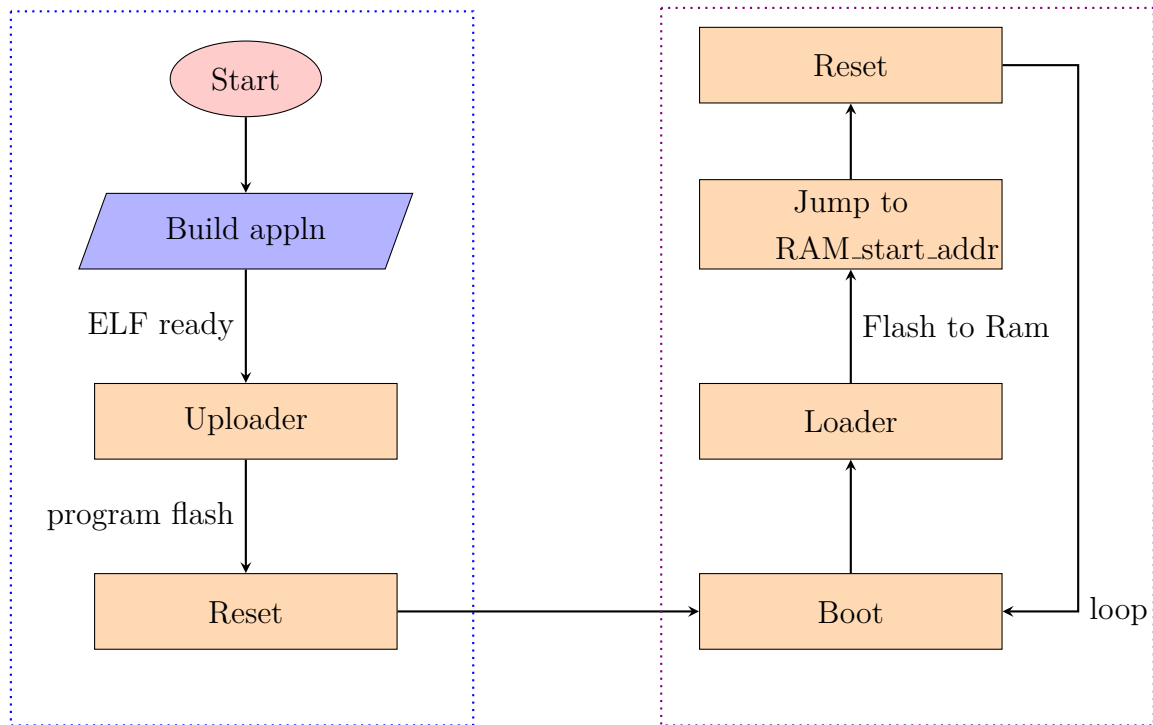 Start
Build appln
ELF ready
Uploader
program flash
Reset
Reset
Jump to
RAM_start_addr
Flash to Ram
Loader
Boot
loop